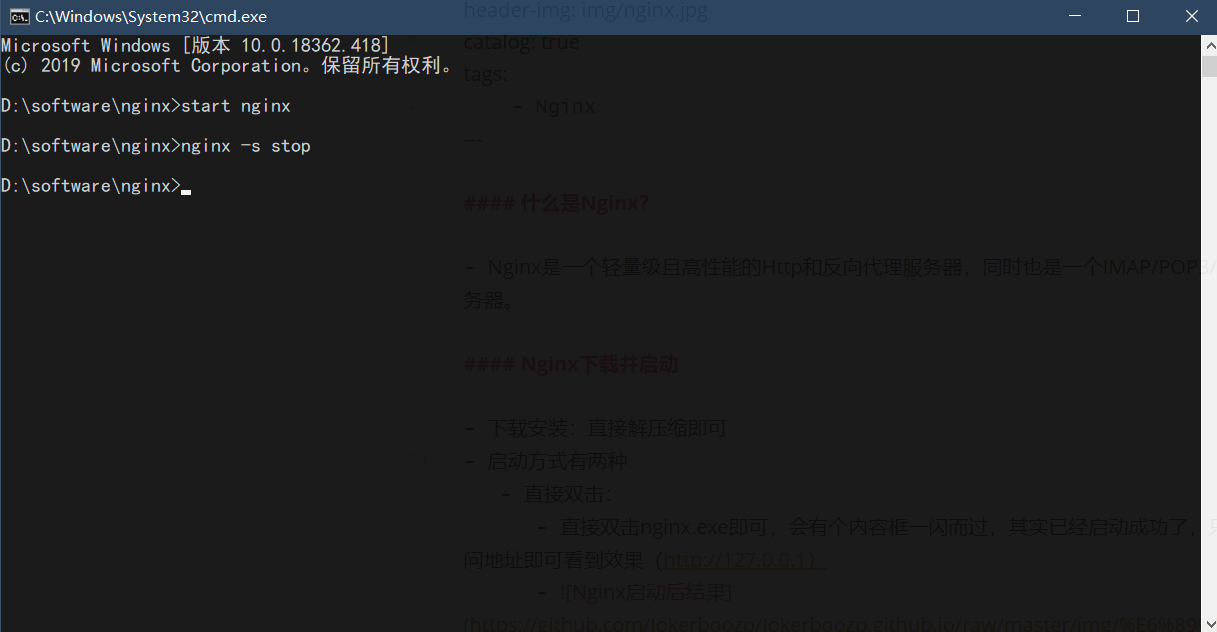 C:\Windows\System32\cmd.exe
Microsoft Windows [版本 10.0.18362.418]
(c) 2019 Microsoft Corporation。保留所有权利。
D:\software\nginx>start nginx
D:\software\nginx>nginx -s stop
D:\software\nginx>
header-img: img/nginx.jpg
catalog: true
tags:
- Nginx
---
#### 什么是Nginx?
- Nginx是一个轻量级且高性能的Http和反向代理服务器，同时也是一个IMAP/POP3/
务器。
#### Nginx下载并启动
- 下载安装：直接解压缩即可
- 启动方式有两种
- 直接双击：
- 直接双击nginx.exe即可，会有个内容框一闪而过，其实已经启动成功了，
问地址即可看到效果（http://127.0.0.1）
- ![Nginx启动后结果]
(https://github.com/jokerboozp/jokerboozp.github.io/raw/master/img/%E6%89